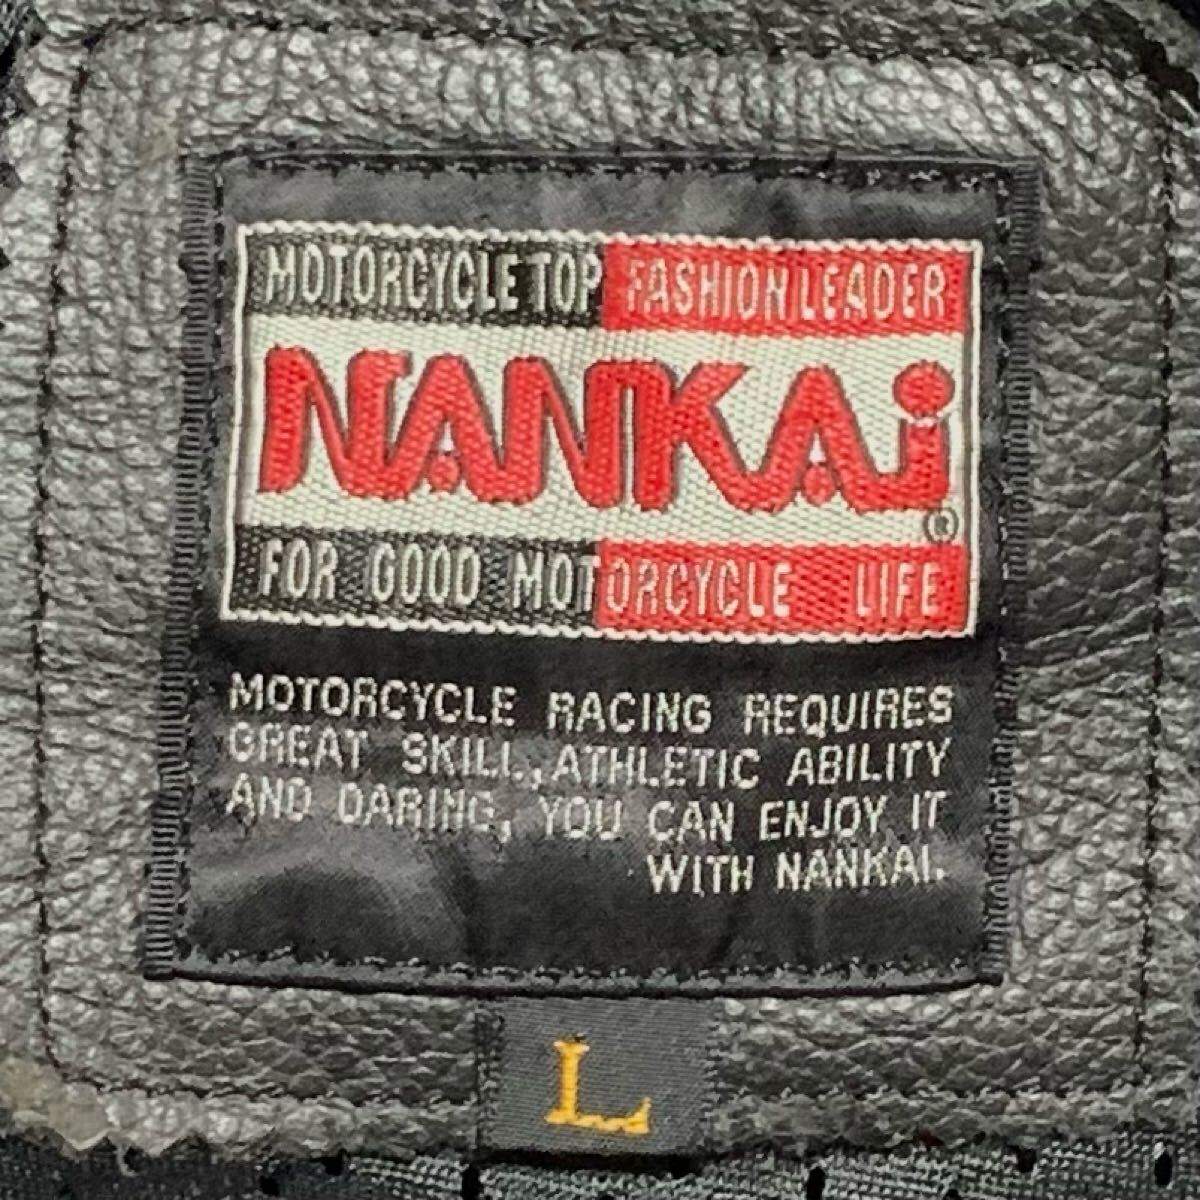 MOTORCYCLE TOP FASHION LEADER
NANKAi
®
FOR GOOD MOTORCYCLE LIFE
MOTORCYCLE RACING REQUIRES
GREAT SKILL, ATHLETIC ABILITY
AND DARING, YOU CAN ENJOY IT
WITH NANKAI.
L